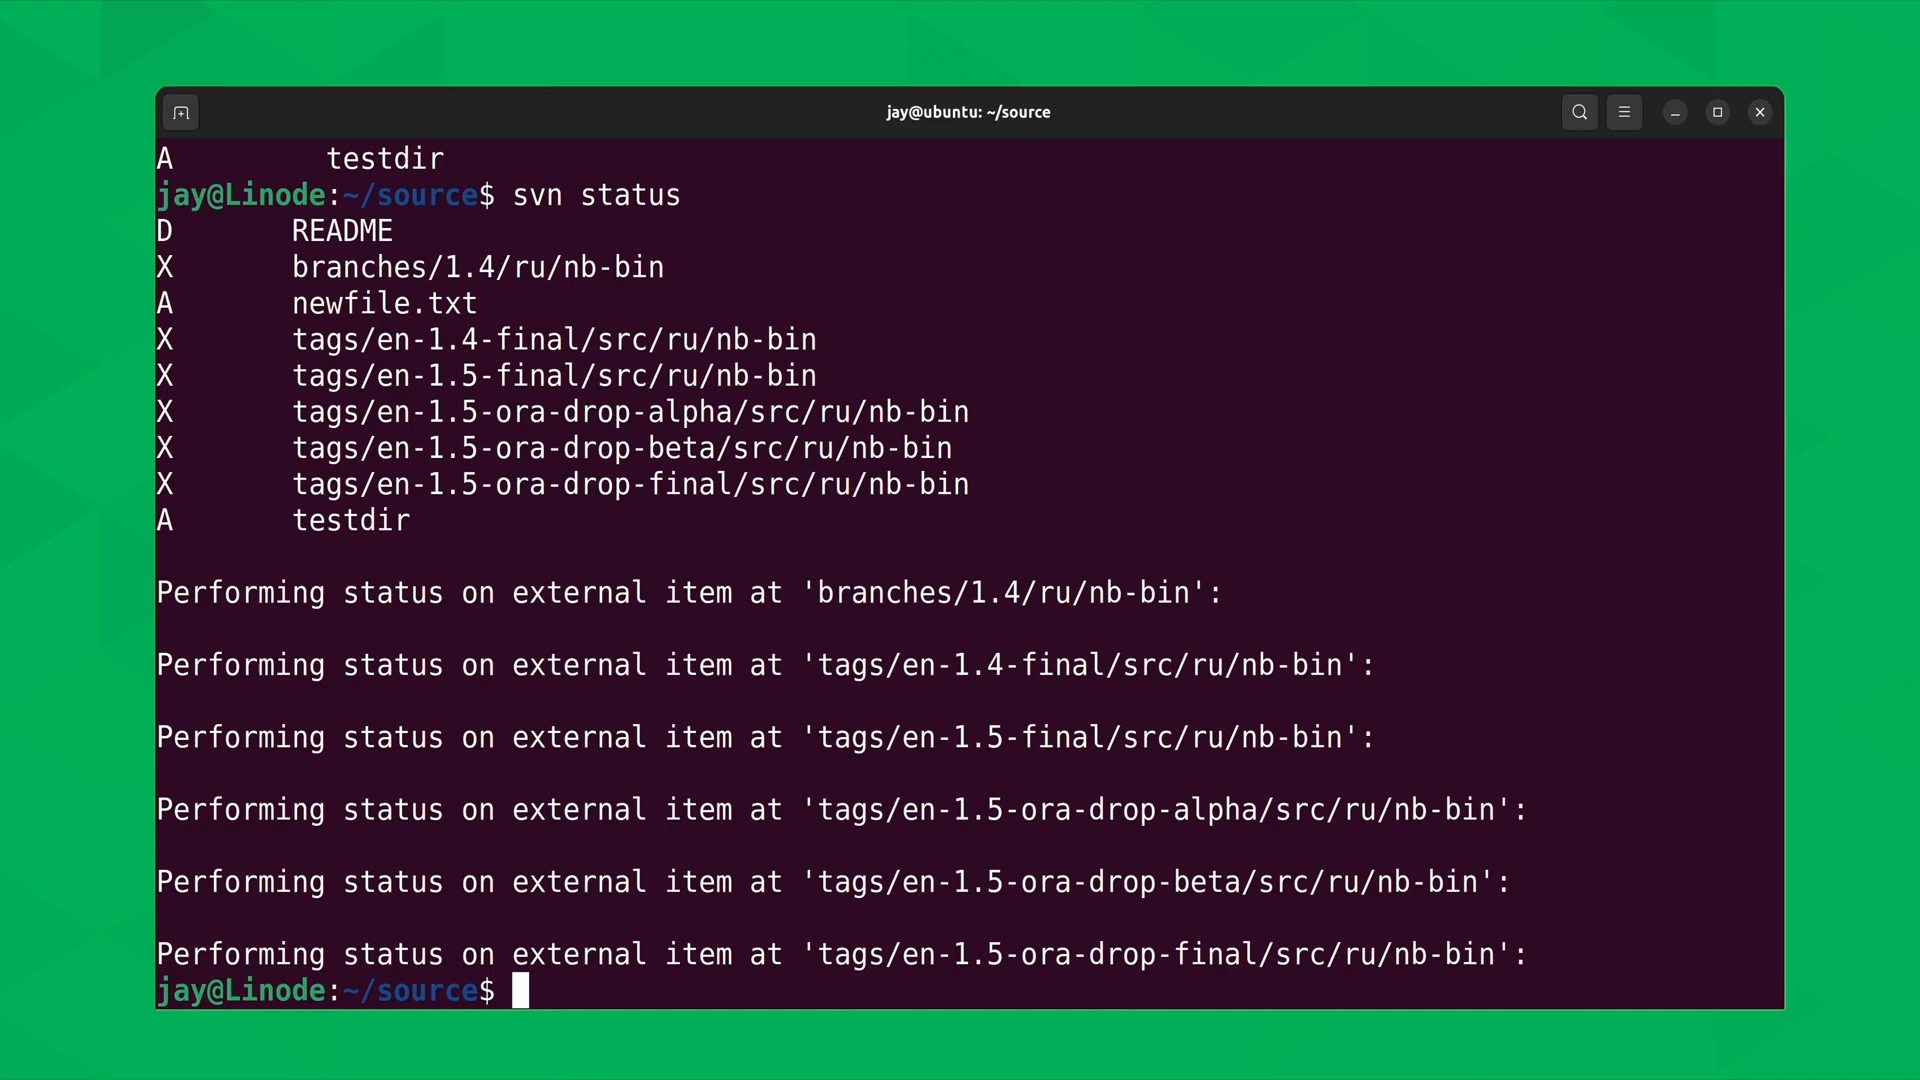 jay@ubuntu: ~/source
A         testdir
jay@Linode:~/source$ svn status
D       README
X       branches/1.4/ru/nb-bin
A       newfile.txt
X       tags/en-1.4-final/src/ru/nb-bin
X       tags/en-1.5-final/src/ru/nb-bin
X       tags/en-1.5-ora-drop-alpha/src/ru/nb-bin
X       tags/en-1.5-ora-drop-beta/src/ru/nb-bin
X       tags/en-1.5-ora-drop-final/src/ru/nb-bin
A       testdir
Performing status on external item at 'branches/1.4/ru/nb-bin':
Performing status on external item at 'tags/en-1.4-final/src/ru/nb-bin':
Performing status on external item at 'tags/en-1.5-final/src/ru/nb-bin':
Performing status on external item at 'tags/en-1.5-ora-drop-alpha/src/ru/nb-bin':
Performing status on external item at 'tags/en-1.5-ora-drop-beta/src/ru/nb-bin':
Performing status on external item at 'tags/en-1.5-ora-drop-final/src/ru/nb-bin':
jay@Linode:~/source$